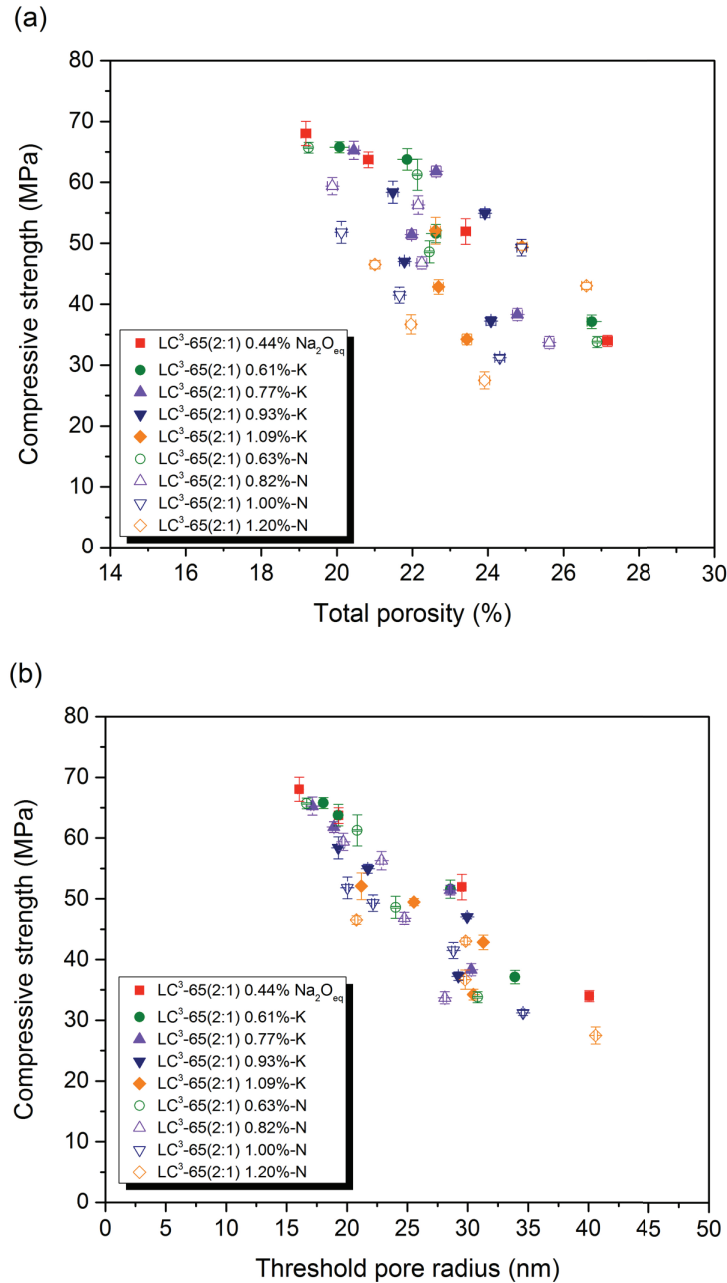 (a)
80
70
60
50
40
30
20
10
0
Compressive strength (MPa)
LC³-65(2:1) 0.44% Na₂Oeq
LC³-65(2:1) 0.61%-K
LC³-65(2:1) 0.77%-K
LC³-65(2:1) 0.93%-K
LC³-65(2:1) 1.09%-K
LC³-65(2:1) 0.63%-N
LC³-65(2:1) 0.82%-N
LC³-65(2:1) 1.00%-N
LC³-65(2:1) 1.20%-N
14 16 18 20 22 24 26 28 30
Total porosity (%)
(b)
80
70
60
50
40
30
20
10
0
Compressive strength (MPa)
LC³-65(2:1) 0.44% Na₂Oeq
LC³-65(2:1) 0.61%-K
LC³-65(2:1) 0.77%-K
LC³-65(2:1) 0.93%-K
LC³-65(2:1) 1.09%-K
LC³-65(2:1) 0.63%-N
LC³-65(2:1) 0.82%-N
LC³-65(2:1) 1.00%-N
LC³-65(2:1) 1.20%-N
0 5 10 15 20 25 30 35 40 45 50
Threshold pore radius (nm)